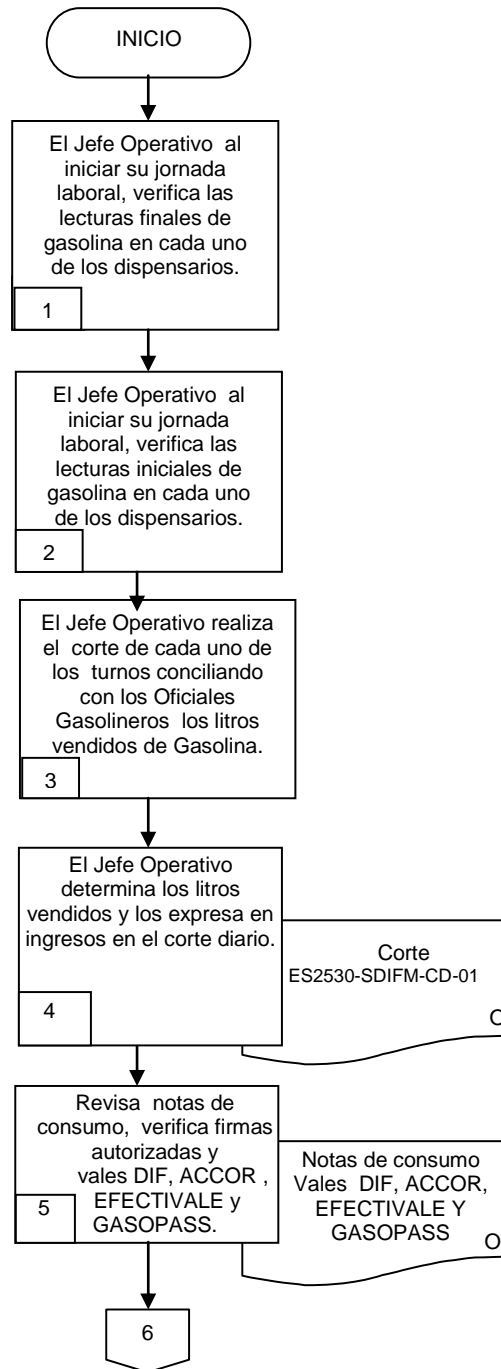 INICIO
El Jefe Operativo al
iniciar su jornada
laboral, verifica las
lecturas finales de
gasolina en cada uno
de los dispensarios.
1
El Jefe Operativo al
iniciar su jornada
laboral, verifica las
lecturas iniciales de
gasolina en cada uno
de los dispensarios.
2
El Jefe Operativo realiza
el corte de cada uno de
los turnos conciliando
con los Oficiales
Gasolineros los litros
vendidos de Gasolina.
3
El Jefe Operativo
determina los litros
vendidos y los expresa en
ingresos en el corte diario.
4
Corte
ES2530-SDIFM-CD-01
Revisa notas de
consumo, verifica firmas
autorizadas y
vales DIF, ACCOR ,
EFECTIVALE y
GASOPASS.
5
Notas de consumo
Vales DIF, ACCOR,
EFECTIVALE Y
GASOPASS
6